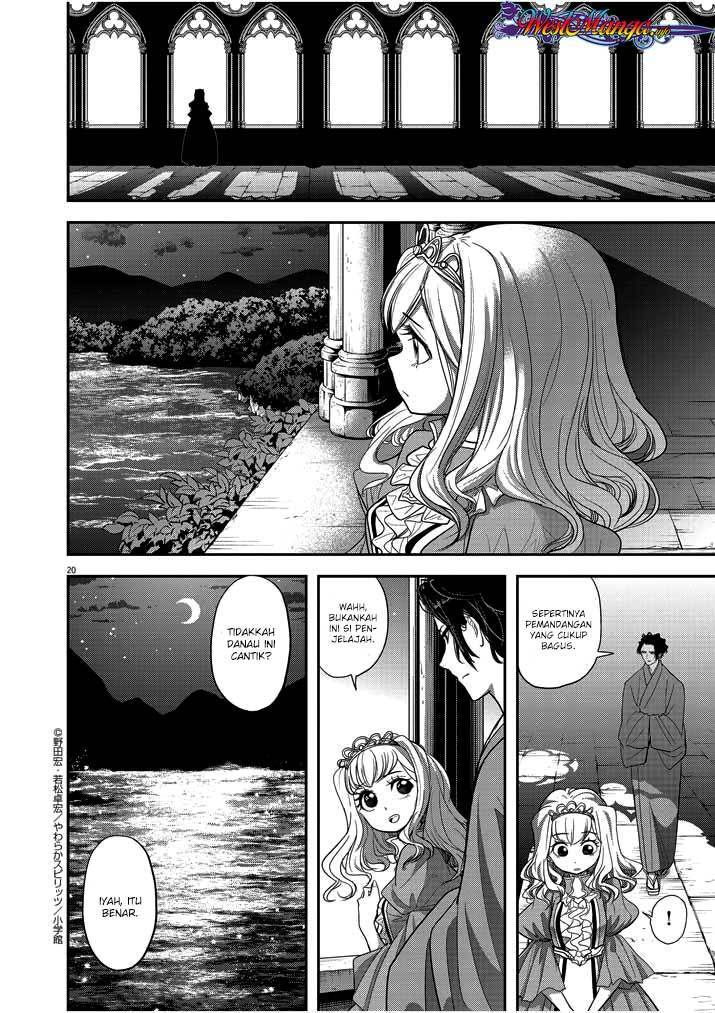 WestManga.info
SEPERTINYA
PEMANDANGAN
YANG CUKUP
BAGUS.
!
WAHH,
BUKANKAH
INI SI PEN-
JELAJAH.
TIDAKKAH
DANAU INI
CANTIK?
IYAH, ITU
BENAR.
20
©野田宏・若松卓宏/やわらかスピリッツ/小学館